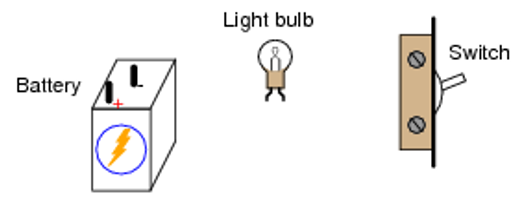 Light bulb
Switch
Battery
-
+